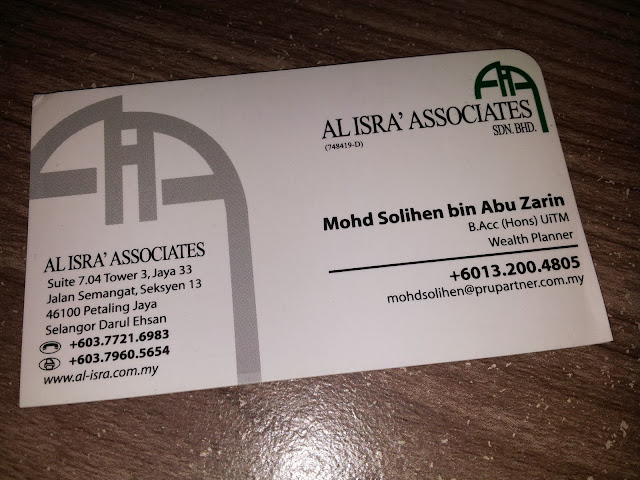 AL ISRA' ASSOCIATES
SDN. BHD.
(748419-D)
Mohd Solihen bin Abu Zarin
B.Acc (Hons) UiTM
Wealth Planner
+6013.200.4805
mohdsolihen@prupartner.com.my
AL ISRA' ASSOCIATES
Suite 7.04 Tower 3, Jaya 33
Jalan Semangat, Seksyen 13
46100 Petaling Jaya
Selangor Darul Ehsan
+603.7721.6983
+603.7960.5654
www.al-isra.com.my